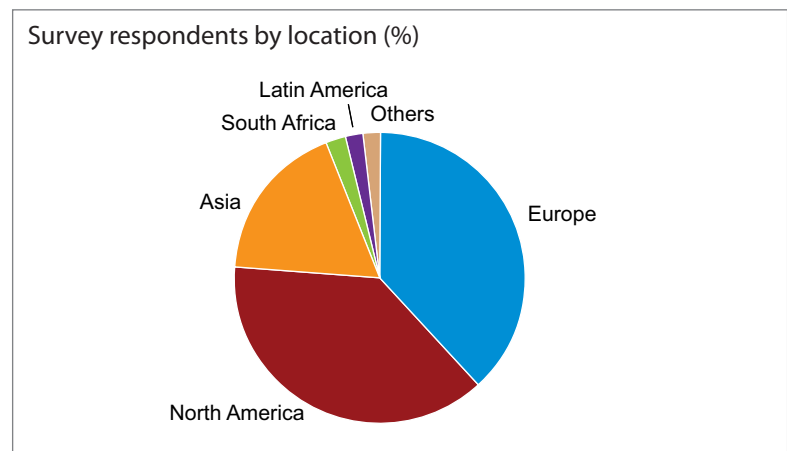 Survey respondents by location (%)
Latin America
Others
South Africa
Asia
Europe
North America